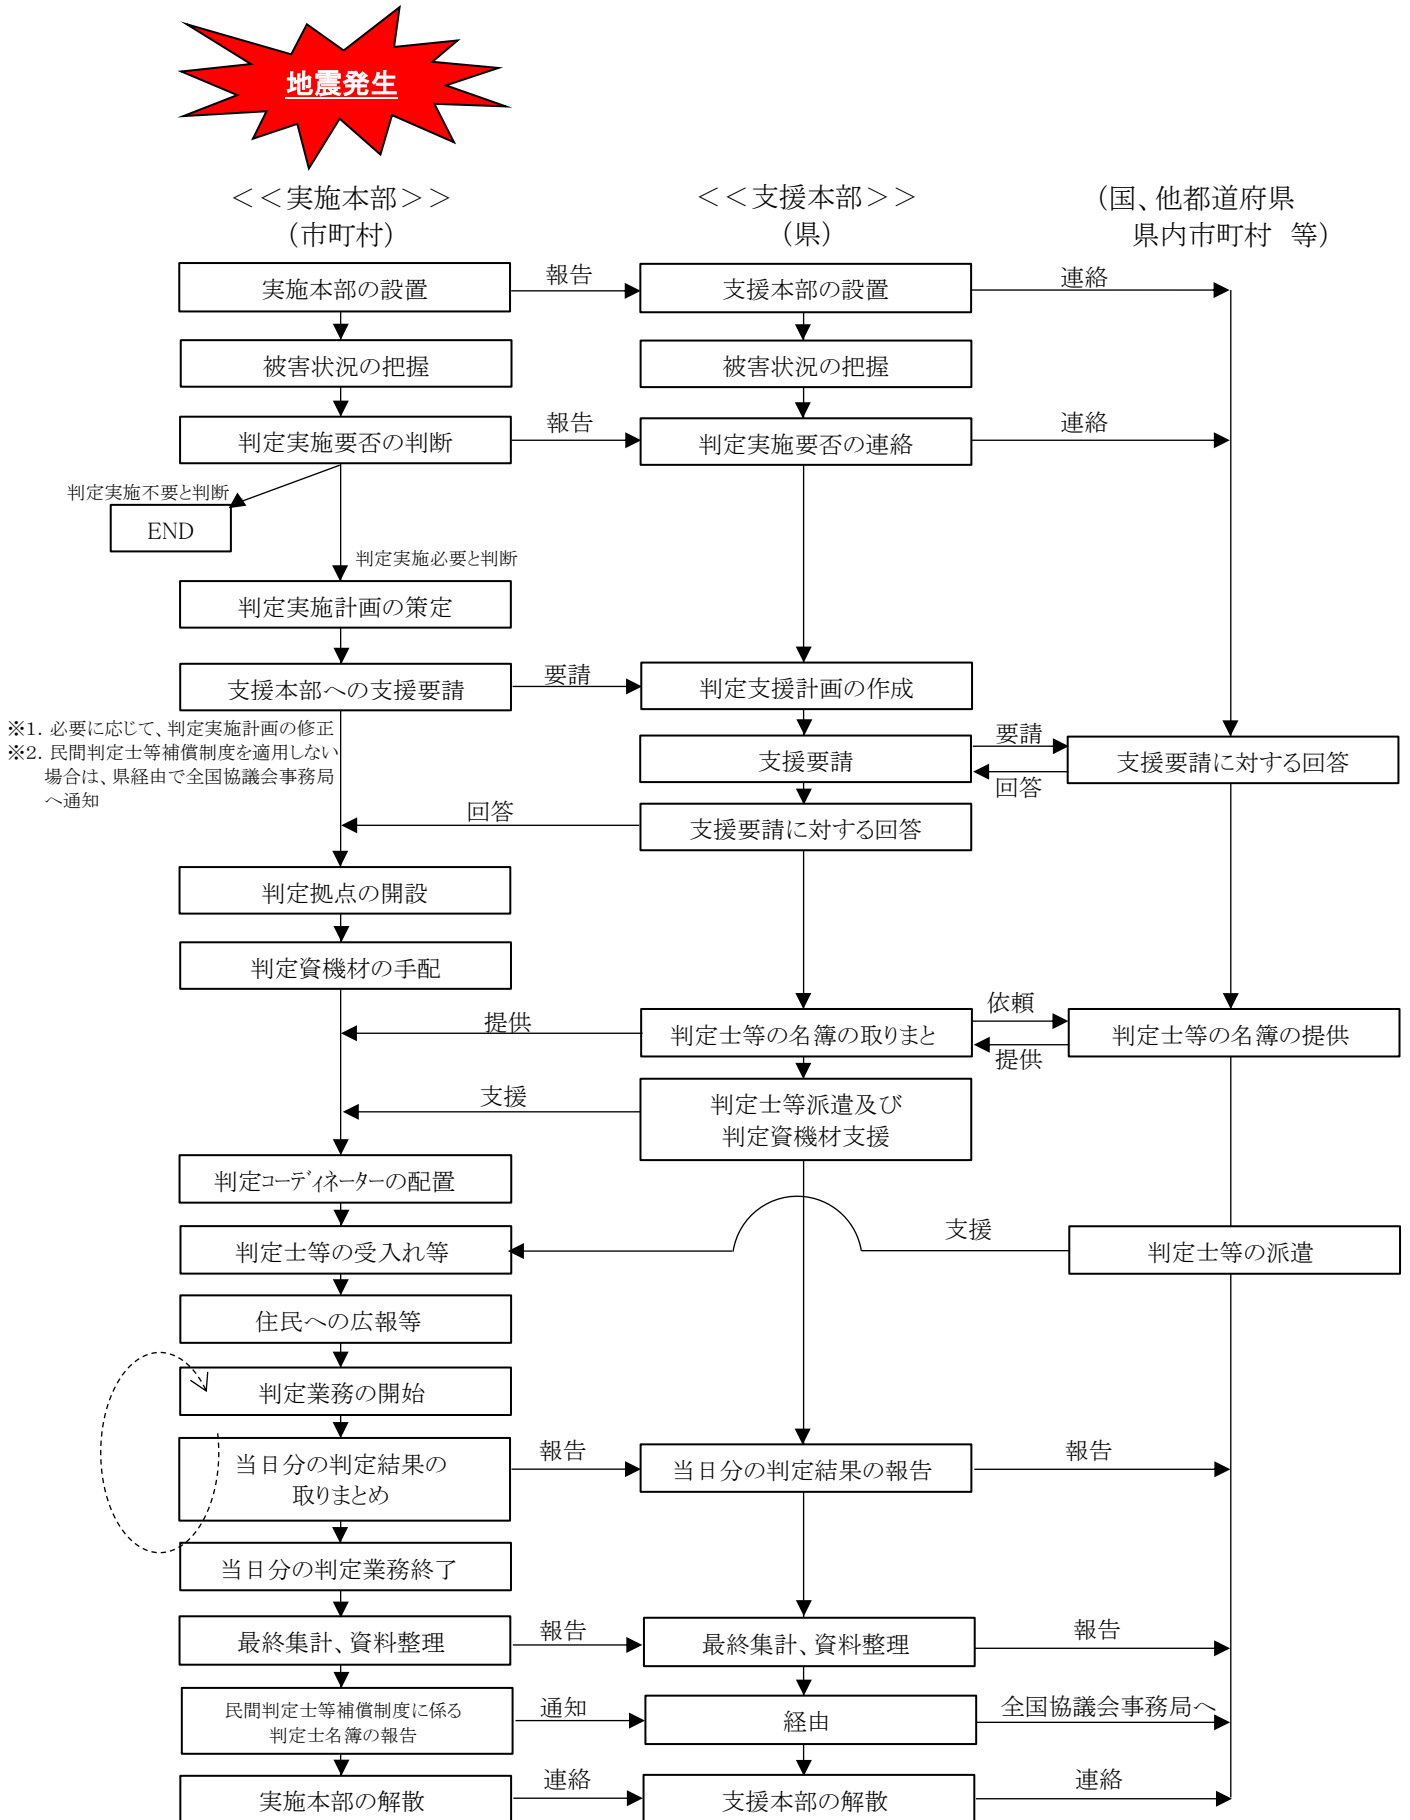 地震発生
＜＜実施本部＞＞
（市町村）
＜＜支援本部＞＞
（県）
（国、他都道府県
県内市町村　等）
実施本部の設置
報告
支援本部の設置
連絡
被害状況の把握
被害状況の把握
判定実施要否の判断
報告
判定実施要否の連絡
連絡
判定実施不要と判断
END
判定実施必要と判断
判定実施計画の策定
支援本部への支援要請
要請
判定支援計画の作成
※1．必要に応じて、判定実施計画の修正
※2．民間判定士等補償制度を適用しない
場合は、県経由で全国協議会事務局
へ通知
支援要請
要請
回答
支援要請に対する回答
回答
支援要請に対する回答
判定拠点の開設
判定資機材の手配
提供
判定士等の名簿の取りまと
依頼
提供
判定士等の名簿の提供
支援
判定士等派遣及び
判定資機材支援
判定ｺｰﾃﾞｨﾈｰﾀｰの配置
判定士等の受入れ等
支援
判定士等の派遣
住民への広報等
判定業務の開始
当日分の判定結果の
取りまとめ
報告
当日分の判定結果の報告
報告
当日分の判定業務終了
最終集計、資料整理
報告
最終集計、資料整理
報告
民間判定士等補償制度に係る
判定士名簿の報告
通知
経由
全国協議会事務局へ
実施本部の解散
連絡
支援本部の解散
連絡